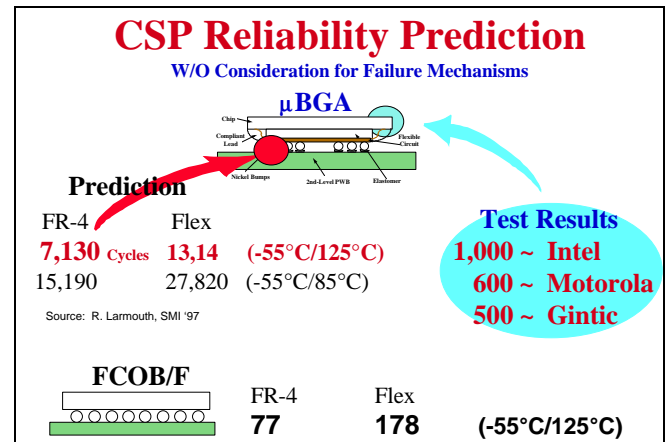 CSP Reliability Prediction
W/O Consideration for Failure Mechanisms
µBGA
Chip
Compliant
Lead
Flexible
Circuit
Nickel Bumps
2nd-Level PWB
Elastomer
Prediction
FR-4 Flex
7,130 Cycles 13,14 (-55°C/125°C)
15,190 27,820 (-55°C/85°C)
Source: R. Larmouth, SMI ‘97
Test Results
1,000 ~ Intel
600 ~ Motorola
500 ~ Gintic
FCOB/F
FR-4 Flex
77 178 (-55°C/125°C)